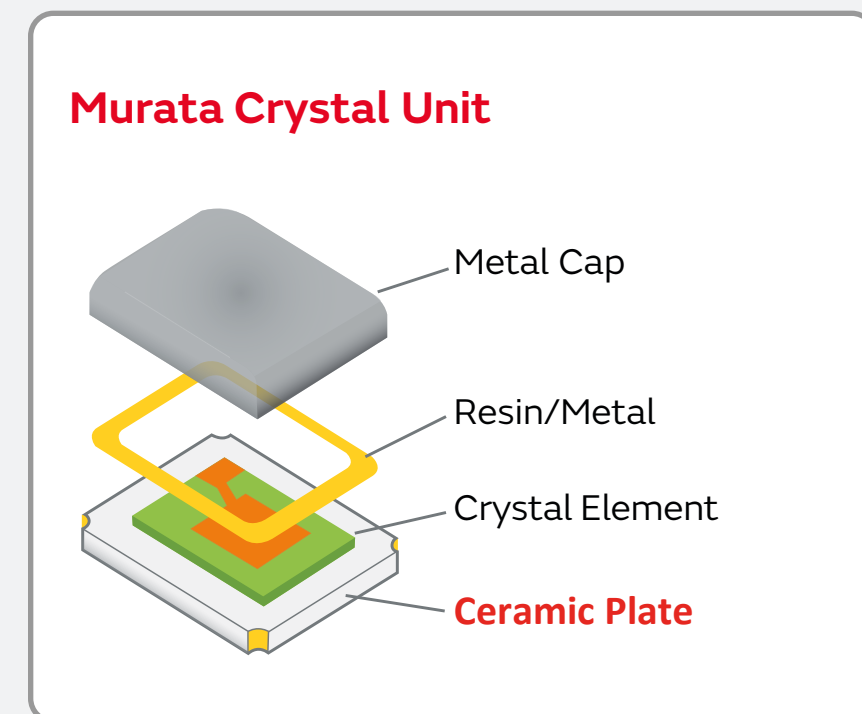 Murata Crystal Unit
Metal Cap
Resin/Metal
Crystal Element
Ceramic Plate